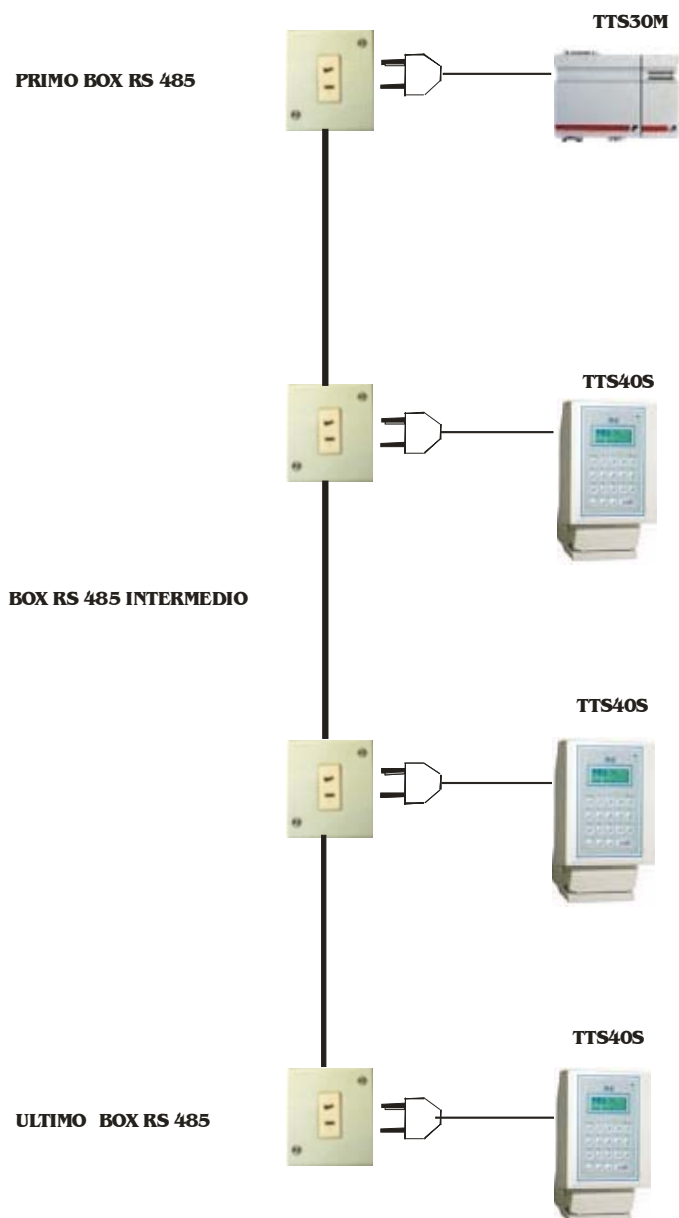 TTS30M
PRIMO BOX RS 485
TTS40S
BOX RS 485 INTERMEDIO
TTS40S
TTS40S
ULTIMO BOX RS 485